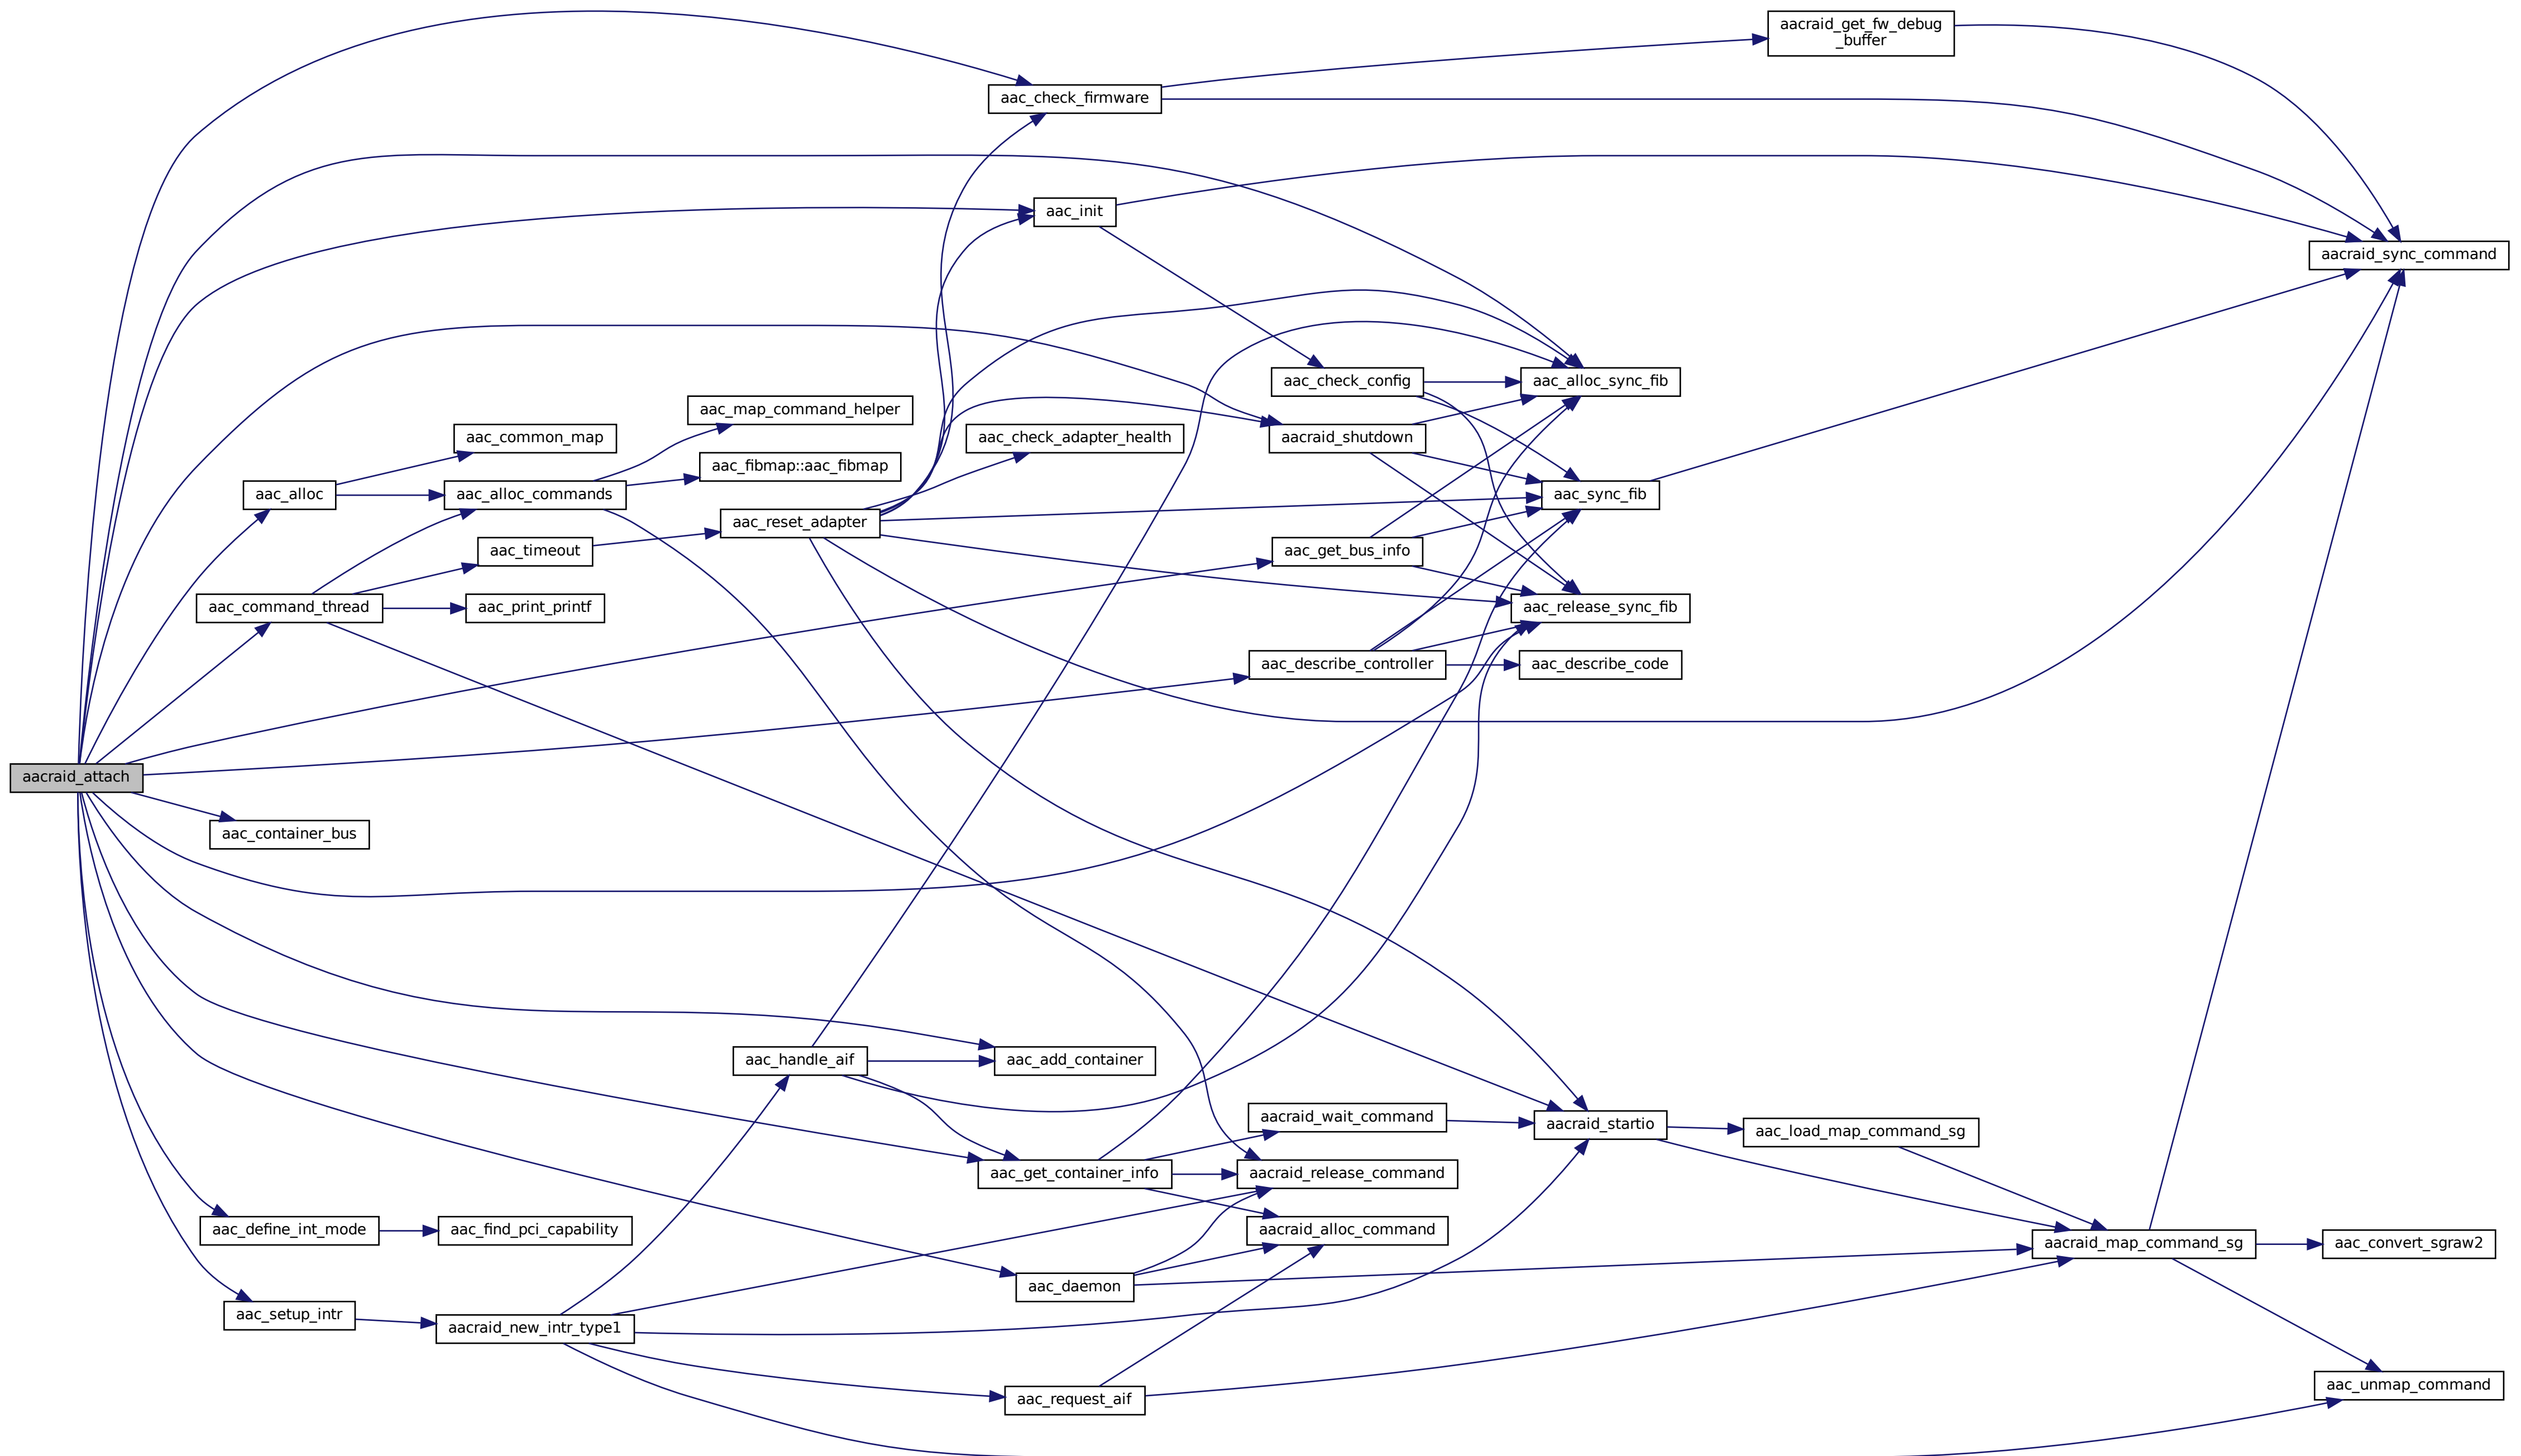 aacraid_get_fw_debug
_buffer
aac_check_firmware
aac_init
aacraid_sync_command
aac_check_config
aac_alloc_sync_fib
aac_map_command_helper
aac_common_map
aac_check_adapter_health
aacraid_shutdown
aac_fibmap::aac_fibmap
aac_alloc
aac_alloc_commands
aac_sync_fib
aac_reset_adapter
aac_timeout
aac_get_bus_info
aac_command_thread
aac_print_printf
aac_release_sync_fib
aac_describe_controller
aac_describe_code
aacraid_attach
aac_container_bus
aac_handle_aif
aac_add_container
aacraid_wait_command
aacraid_startio
aac_load_map_command_sg
aac_get_container_info
aacraid_release_command
aac_define_int_mode
aac_find_pci_capability
aacraid_alloc_command
aacraid_map_command_sg
aac_convert_sgraw2
aac_daemon
aac_setup_intr
aacraid_new_intr_type1
aac_request_aif
aac_unmap_command